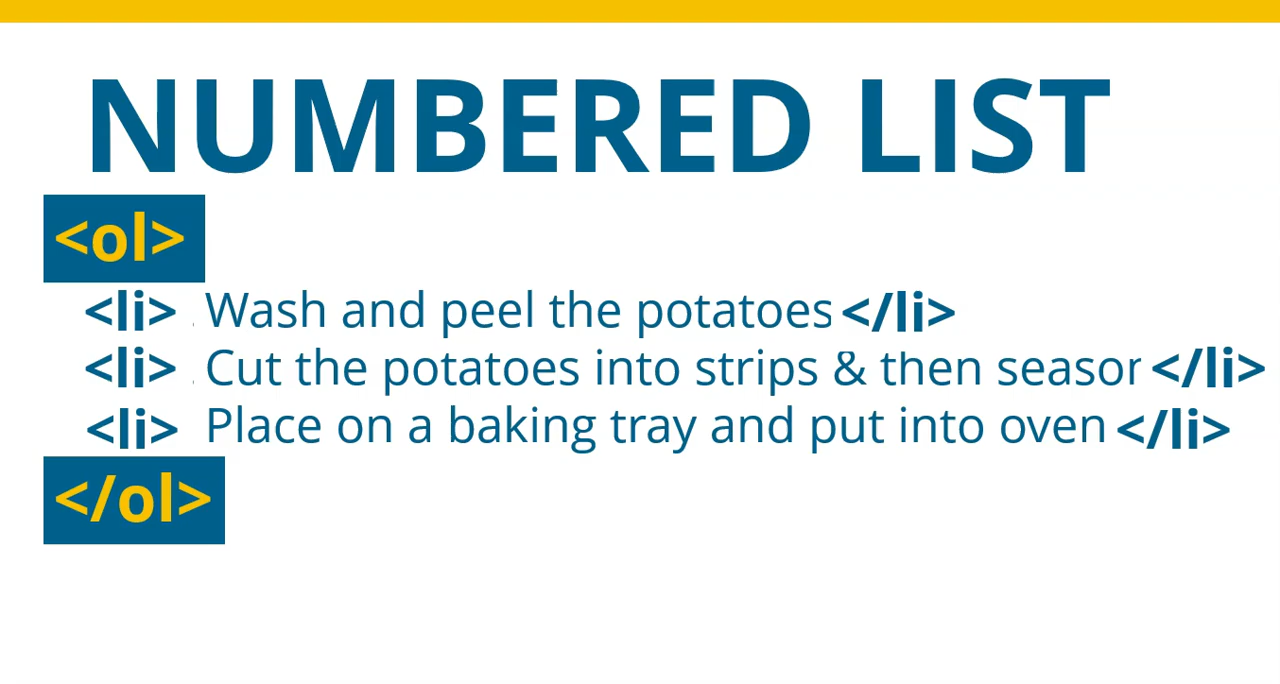 NUMBERED LIST
<ol>
<li> Wash and peel the potatoes </li>
<li> Cut the potatoes into strips & then season </li>
<li> Place on a baking tray and put into oven </li>
</ol>